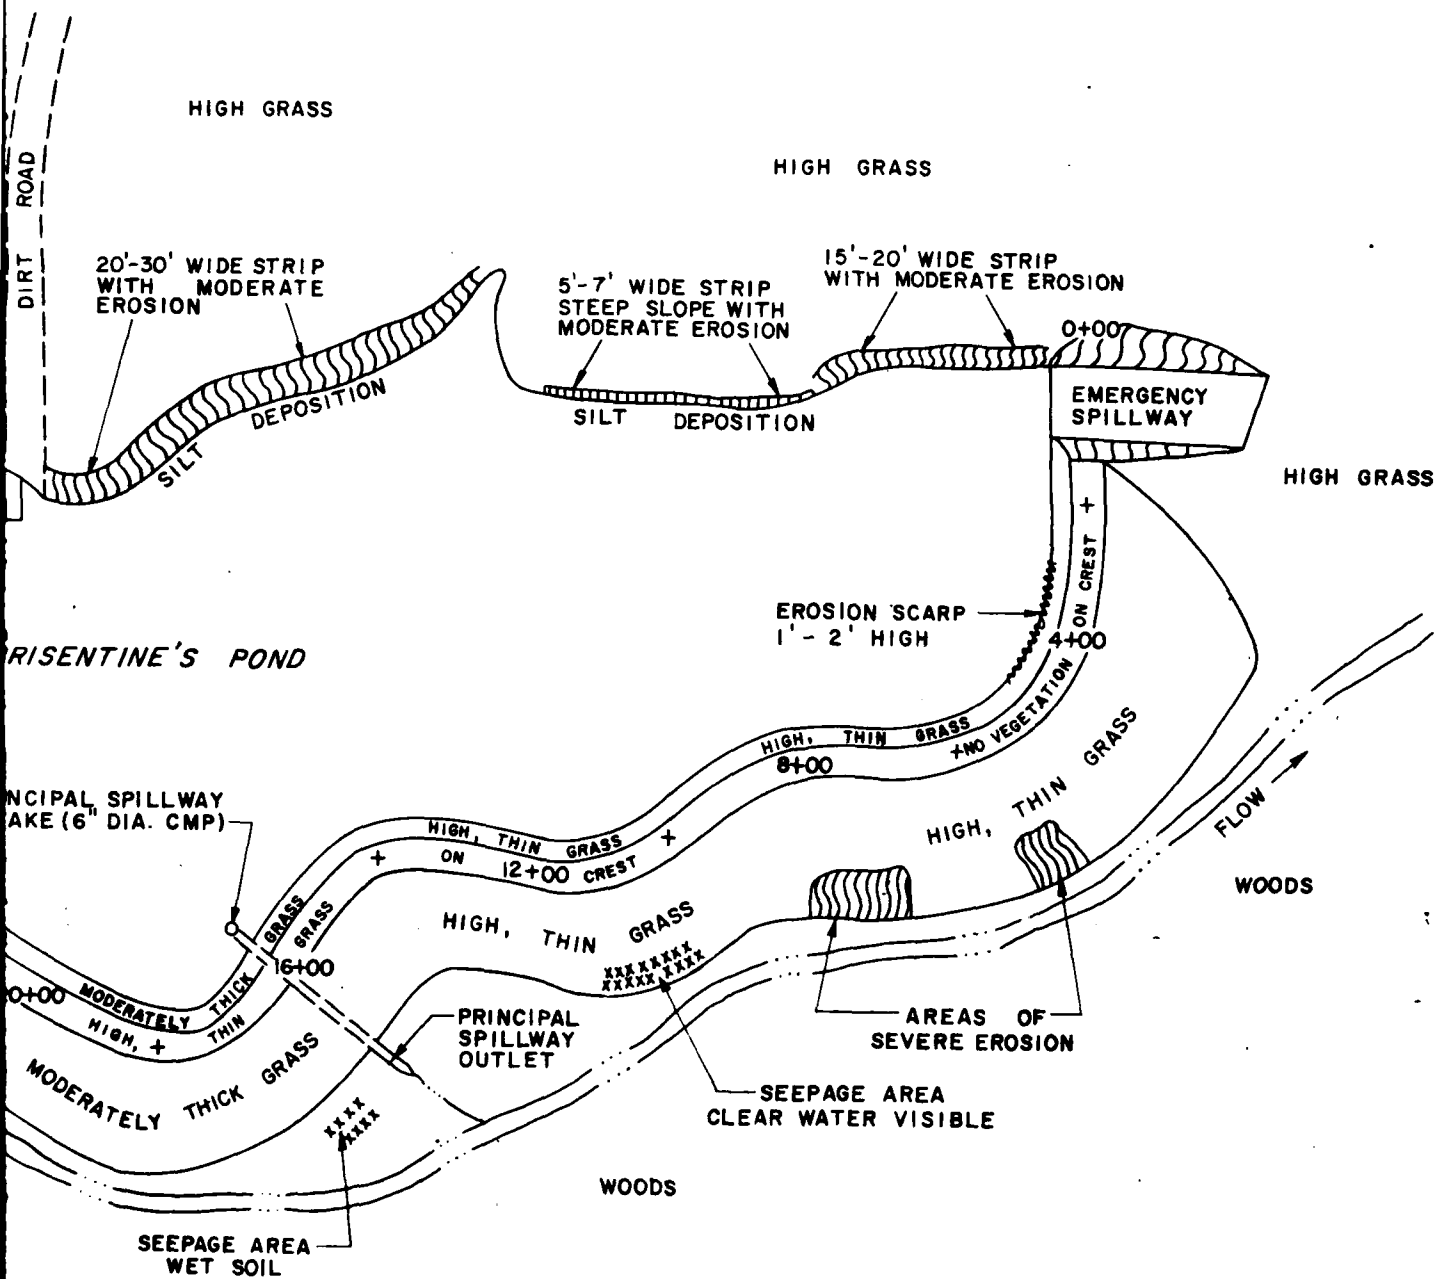 HIGH GRASS
HIGH GRASS
DIRT ROAD
20'-30' WIDE STRIP
WITH MODERATE
EROSION
5'-7' WIDE STRIP
STEEP SLOPE WITH
MODERATE EROSION
15'-20' WIDE STRIP
WITH MODERATE EROSION
0+00
EMERGENCY
SPILLWAY
SILT DEPOSITION
SILT DEPOSITION
HIGH GRASS
EROSION SCARP
1'-2' HIGH
4+00
NO VEGETATION ON CREST
RISENTINE'S POND
HIGH, THIN GRASS
8+00
HIGH, THIN GRASS
FLOW
NCIPAL SPILLWAY
AKE (6" DIA. CMP)
HIGH, THIN GRASS
ON 12+00 CREST
WOODS
HIGH, THIN GRASS
16+00
0+00
MODERATELY THICK GRASS
HIGH, THIN GRASS
MODERATELY THICK GRASS
PRINCIPAL
SPILLWAY
OUTLET
AREAS OF
SEVERE EROSION
SEEPAGE AREA
CLEAR WATER VISIBLE
WOODS
SEEPAGE AREA
WET SOIL